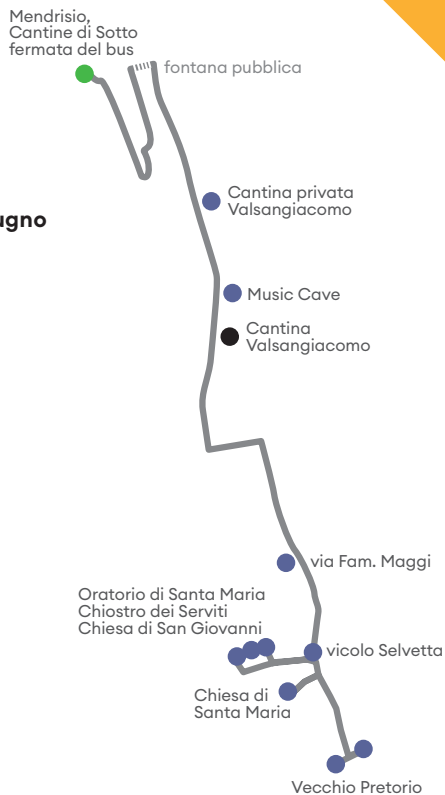 Mendrisio,
Cantine di Sotto
fermata del bus
fontana pubblica
Cantina privata
Valsangiacomo
ugno
Music Cave
Cantina
Valsangiacomo
via Fam. Maggi
Oratorio di Santa Maria
Chiostro dei Serviti
Chiesa di San Giovanni
vicolo Selvetta
Chiesa di
Santa Maria
Vecchio Pretorio